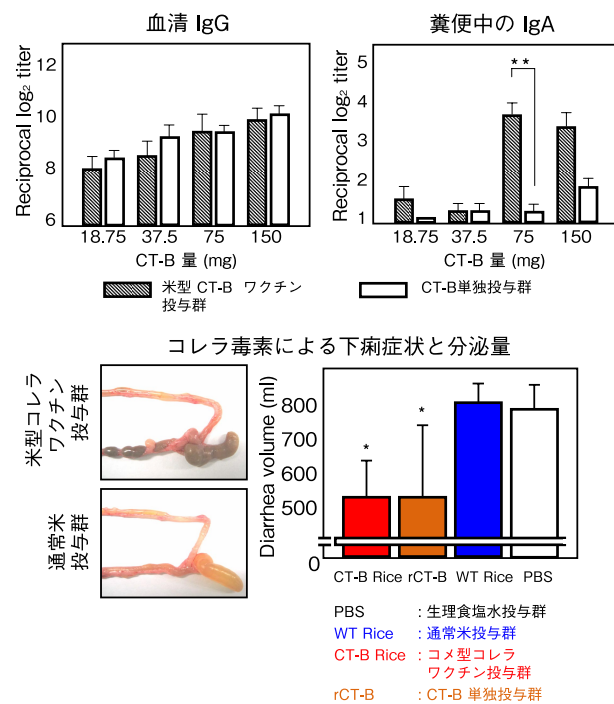 血清 IgG
Reciprocal log₂ titer
12
10
8
6
18.75 37.5 75 150
CT-B 量 (mg)
糞便中の IgA
Reciprocal log₂ titer
5
4
3
2
1
**
18.75 37.5 75 150
CT-B 量 (mg)
米型 CT-B ワクチン
投与群
CT-B単独投与群
コレラ毒素による下痢症状と分泌量
米型コレラ
ワクチン
投与群
通常米
投与群
Diarrhea volume (ml)
800
700
600
500
0
*
*
CT-B Rice rCT-B WT Rice PBS
PBS : 生理食塩水投与群
WT Rice : 通常米投与群
CT-B Rice : コメ型コレラ
ワクチン投与群
rCT-B : CT-B 単独投与群